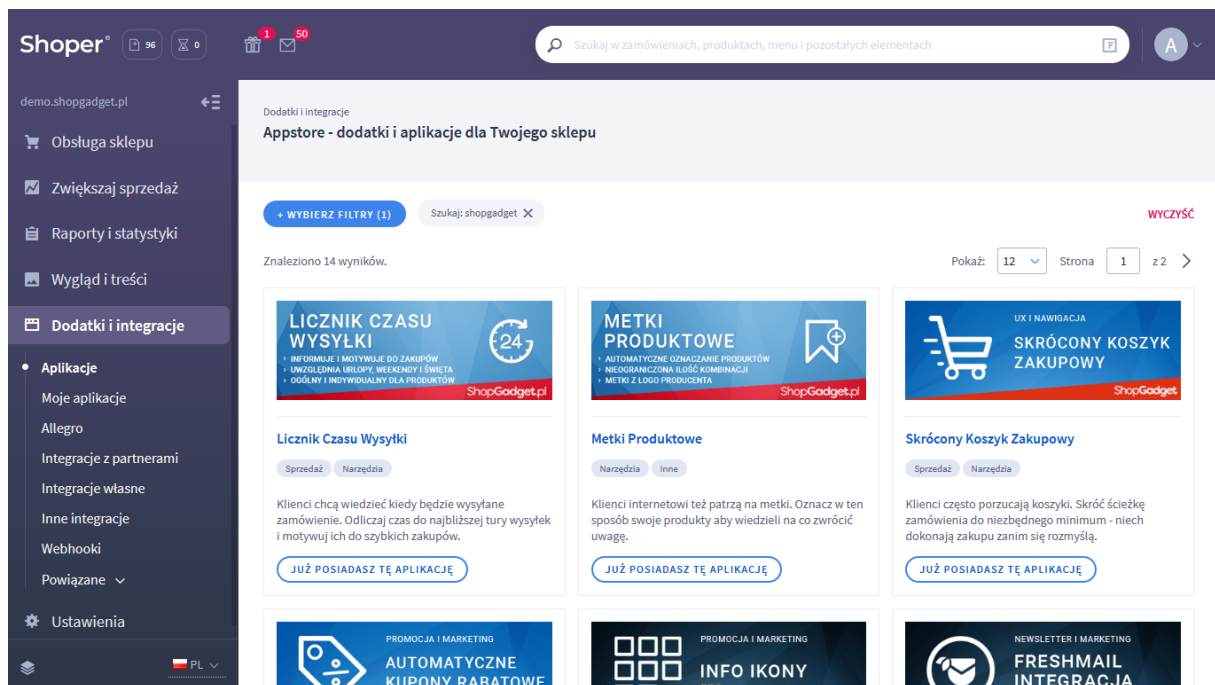 Shoper®
96
0
1
50
Szukaj w zamówieniach, produktach, menu i pozostałych elementach
F
A
demo.shopgadget.pl
Obsługa sklepu
Zwiększaj sprzedaż
Raporty i statystyki
Wygląd i treści
Dodatki i integracje
Aplikacje
Moje aplikacje
Allegro
Integracje z partnerami
Integracje własne
Inne integracje
Webhooki
Powiązane
Ustawienia
PL
Dodatki i integracje
Appstore - dodatki i aplikacje dla Twojego sklepu
+ WYBIERZ FILTRY (1)
Szukaj: shopgadget
WYCZYŚĆ
Znaleziono 14 wyników.
Pokaż: 12 Strona 1 z 2
LICZNIK CZASU
WYSYŁKI
› INFORMUJE I MOTYWUJE DO ZAKUPÓW
› UWZGLĘDNIA URLOPY, WEEKENDY I ŚWIĘTA
› OGÓLNY I INDYWIDUALNY DLA PRODUKTÓW
24
ShopGadget.pl
Licznik Czasu Wysyłki
Sprzedaż Narzędzia
Klienci chcą wiedzieć kiedy będzie wysyłane
zamówienie. Odliczaj czas do najbliższej tury wysyłek
i motywuj ich do szybkich zakupów.
JUŻ POSIADASZ TĘ APLIKACJĘ
METKI
PRODUKTOWE
› AUTOMATYCZNE OZNACZANIE PRODUKTÓW
› NIEOGRANICZONA ILOŚĆ KOMBINACJI
› METKI Z LOGO PRODUCENTA
ShopGadget.pl
Metki Produktowe
Narzędzia Inne
Klienci internetowi też patrzą na metki. Oznacz w ten
sposób swoje produkty aby wiedzieli na co zwrócić
uwagę.
JUŻ POSIADASZ TĘ APLIKACJĘ
UX I NAWIGACJA
SKRÓCONY KOSZYK
ZAKUPOWY
ShopGadget
Skrócony Koszyk Zakupowy
Sprzedaż Narzędzia
Klienci często porzucają koszyki. Skróć ścieżkę
zamówienia do niezbędnego minimum - niech
dokonają zakupu zanim się rozmyślą.
JUŻ POSIADASZ TĘ APLIKACJĘ
PROMOCJA I MARKETING
AUTOMATYCZNE
KUPONY RABATOWE
PROMOCJA I MARKETING
INFO IKONY
NEWSLETTER I MARKETING
FRESHMAIL
INTEGRACJA